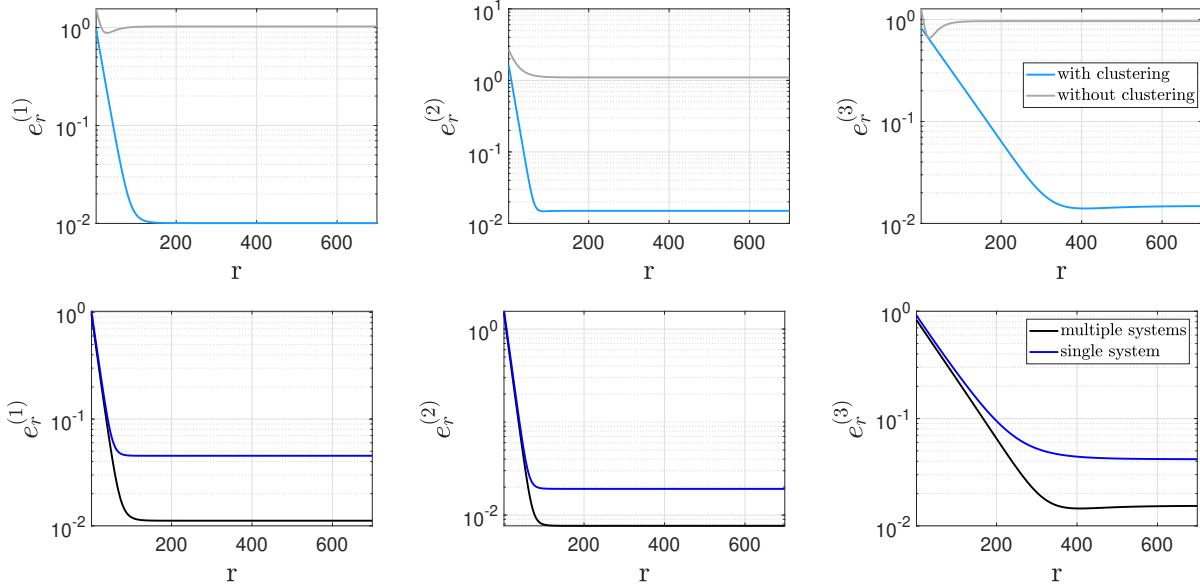 10^0
10^-1
10^-2
e_r^(1)
200
400
600
r
10^1
10^0
10^-1
10^-2
e_r^(2)
200
400
600
r
10^0
10^-1
10^-2
e_r^(3)
with clustering
without clustering
200
400
600
r
10^0
10^-1
10^-2
e_r^(1)
200
400
600
r
10^0
10^-2
e_r^(2)
200
400
600
r
10^0
10^-1
10^-2
e_r^(3)
multiple systems
single system
200
400
600
r